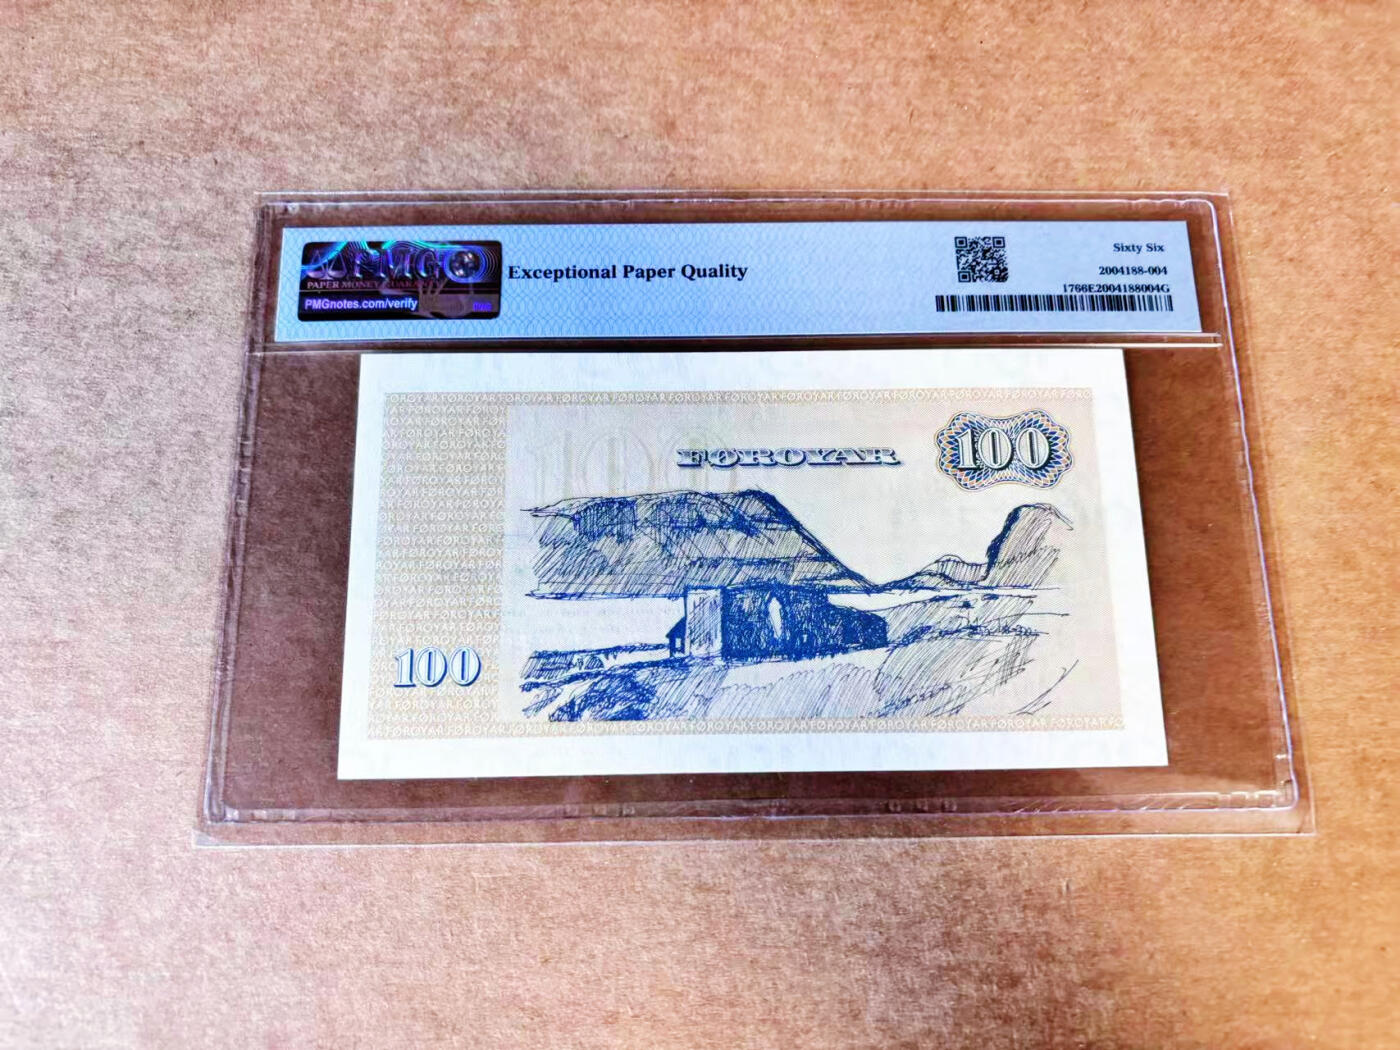 PMG
PAPER MONEY GUARANTY
PMGnotes.com/verify
Exceptional Paper Quality
Sixty Six
2004188-004
1766E2004188004G
FØROYAR
100
100